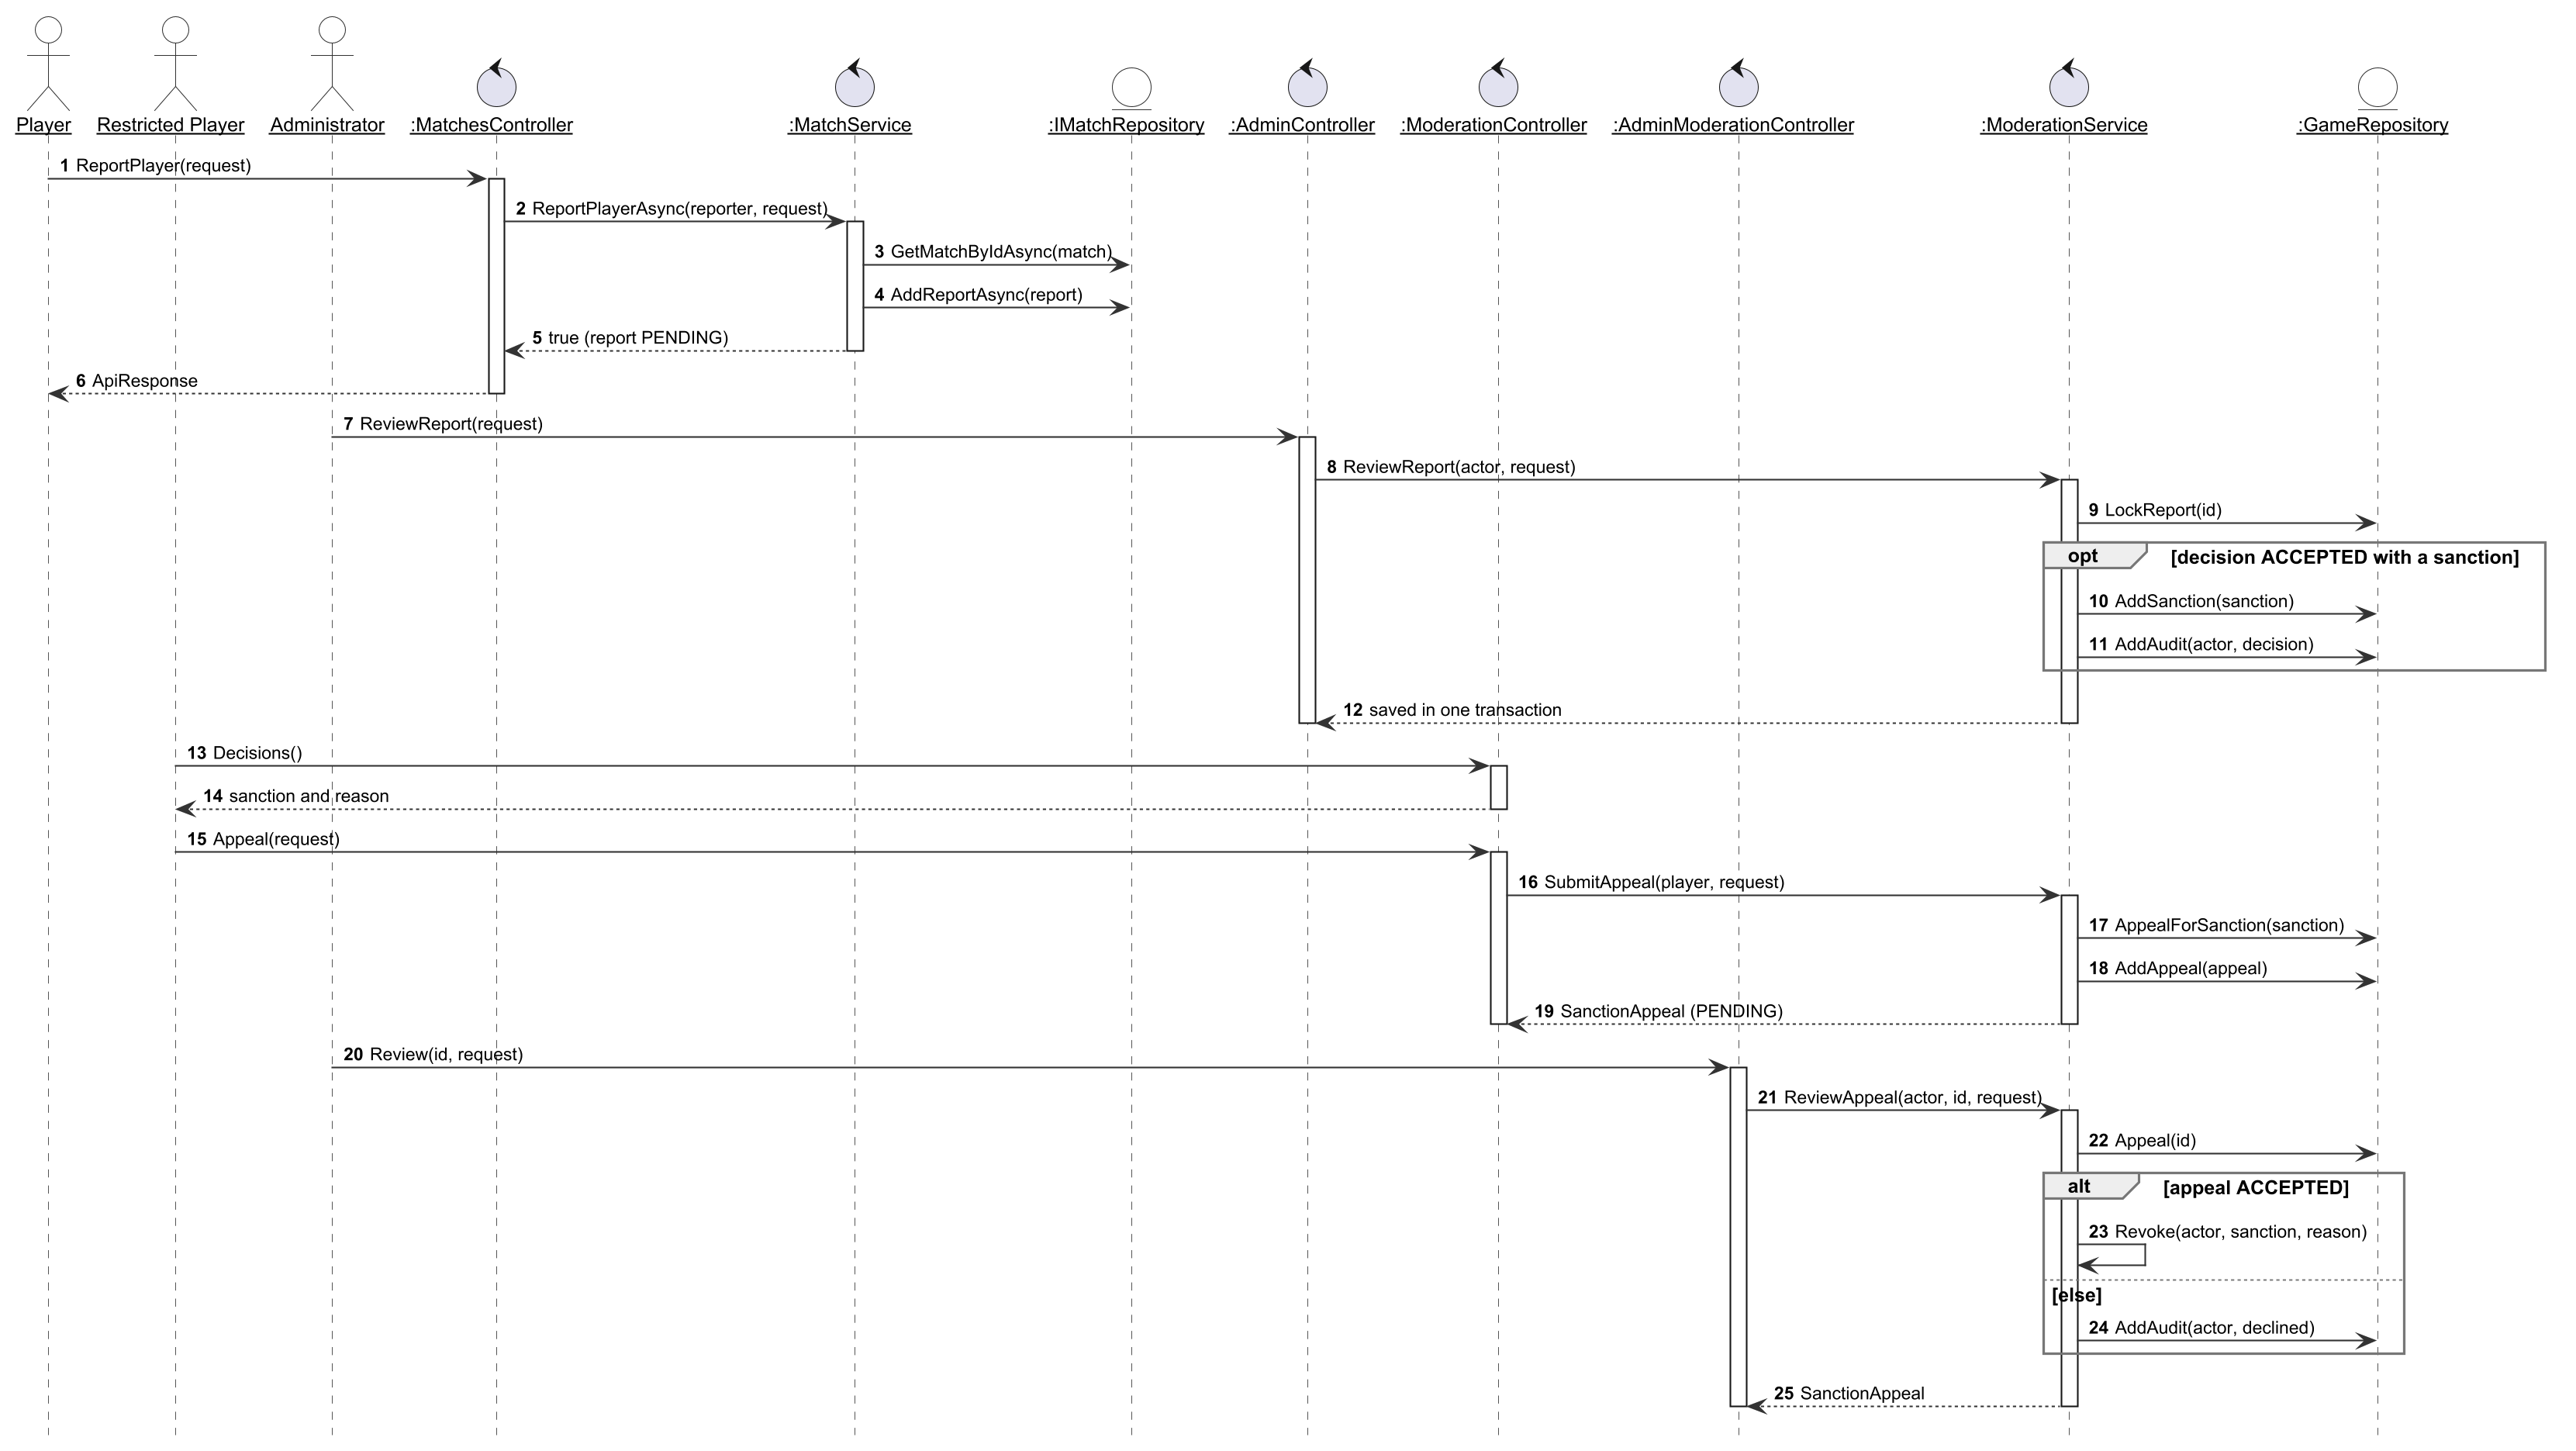 Player
Restricted Player
Administrator
:MatchesController
:MatchService
:IMatchRepository
:AdminController
:ModerationController
:AdminModerationController
:ModerationService
:GameRepository
1 ReportPlayer(request)
2 ReportPlayerAsync(reporter, request)
3 GetMatchByIdAsync(match)
4 AddReportAsync(report)
5 true (report PENDING)
6 ApiResponse
7 ReviewReport(request)
8 ReviewReport(actor, request)
9 LockReport(id)
opt [decision ACCEPTED with a sanction]
10 AddSanction(sanction)
11 AddAudit(actor, decision)
12 saved in one transaction
13 Decisions()
14 sanction and reason
15 Appeal(request)
16 SubmitAppeal(player, request)
17 AppealForSanction(sanction)
18 AddAppeal(appeal)
19 SanctionAppeal (PENDING)
20 Review(id, request)
21 ReviewAppeal(actor, id, request)
22 Appeal(id)
alt [appeal ACCEPTED]
23 Revoke(actor, sanction, reason)
[else]
24 AddAudit(actor, declined)
25 SanctionAppeal